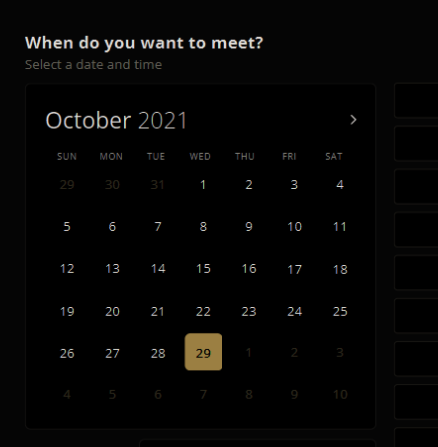 When do you want to meet?
Select a date and time
October 2021
SUN MON TUE WED THU FRI SAT
29 30 31 1 2 3 4
5 6 7 8 9 10 11
12 13 14 15 16 17 18
19 20 21 22 23 24 25
26 27 28 29 1 2 3
4 5 6 7 8 9 10